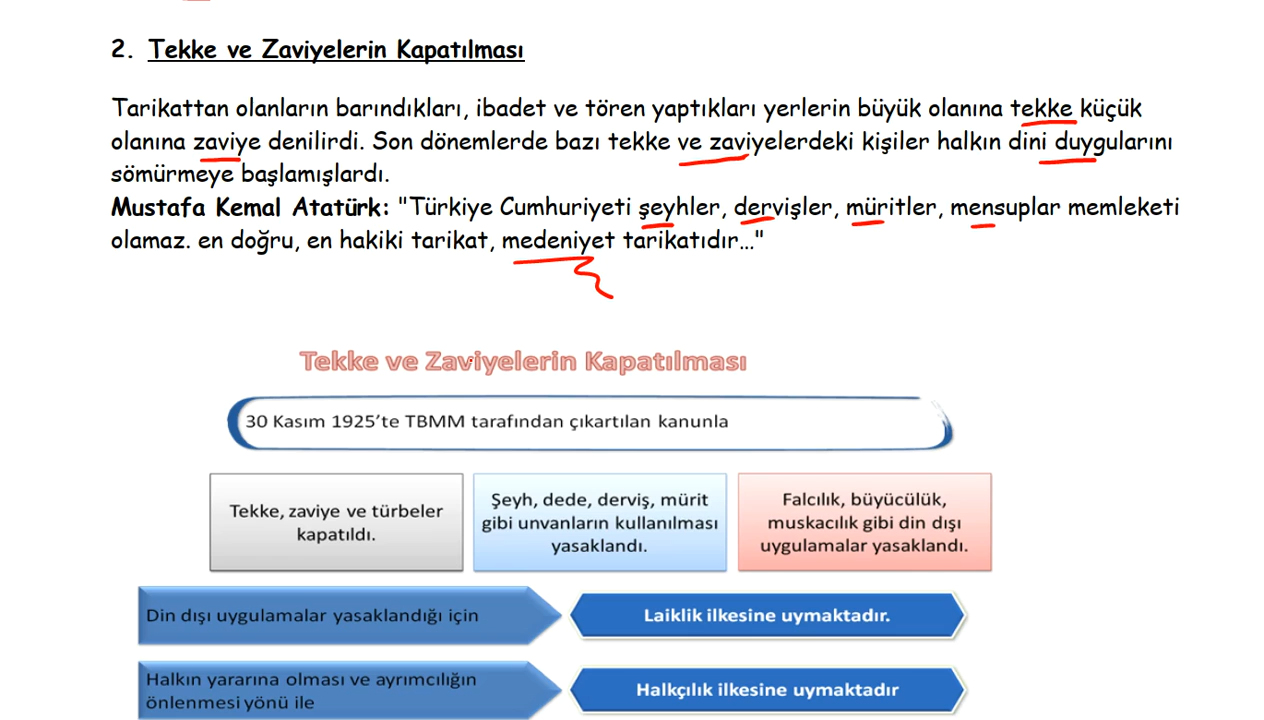 2. Tekke ve Zaviyelerin Kapatılması
Tarikattan olanların barındıkları, ibadet ve tören yaptıkları yerlerin büyük olanına tekke küçük
olanına zaviye denilirdi. Son dönemlerde bazı tekke ve zaviyelerdeki kişiler halkın dini duygularını
sömürmeye başlamışlardı.
Mustafa Kemal Atatürk: "Türkiye Cumhuriyeti şeyhler, dervişler, müritler, mensuplar memleketi
olamaz. en doğru, en hakiki tarikat, medeniyet tarikatıdır..."
Tekke ve Zaviyelerin Kapatılması
30 Kasım 1925’te TBMM tarafından çıkartılan kanunla
Tekke, zaviye ve türbeler
kapatıldı.
Şeyh, dede, derviş, mürit
gibi unvanların kullanılması
yasaklandı.
Falcılık, büyücülük,
muskacılık gibi din dışı
uygulamalar yasaklandı.
Din dışı uygulamalar yasaklandığı için
Laiklik ilkesine uymaktadır.
Halkın yararına olması ve ayrımcılığın
önlenmesi yönü ile
Halkçılık ilkesine uymaktadır